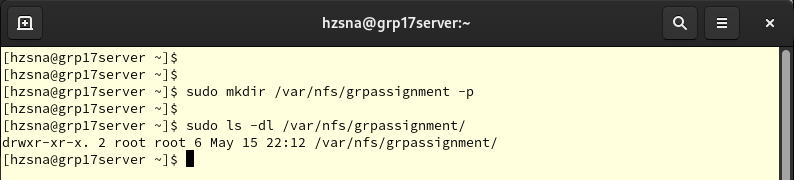 hzsna@grp17server:~
[hzsna@grp17server ~]$
[hzsna@grp17server ~]$
[hzsna@grp17server ~]$ sudo mkdir /var/nfs/grpassignment -p
[hzsna@grp17server ~]$
[hzsna@grp17server ~]$ sudo ls -dl /var/nfs/grpassignment/
drwxr-xr-x. 2 root root 6 May 15 22:12 /var/nfs/grpassignment/
[hzsna@grp17server ~]$